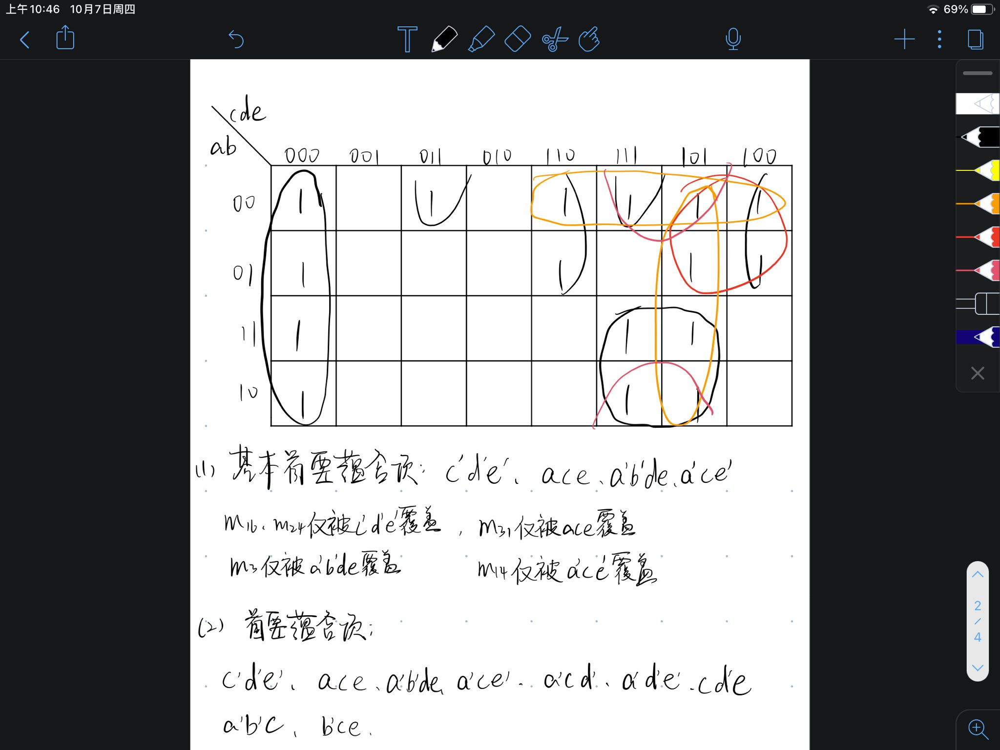 上午10:46 10月7日周四
69%
T
cde
ab
000 001 011 010 110 111 101 100
00 1 1 1 1 1 1
01 1 1 1 1
11 1 1 1
10 1 1 1
(1) 基本首要蕴含项: c'd'e'、ace、a'b'de、a'ce'
m16、m24仅被c'd'e'覆盖, m31仅被ace覆盖
m3仅被a'b'de覆盖 m14仅被a'ce'覆盖
(2) 首要蕴含项:
c'd'e'、ace、a'b'de、a'ce'、a'cd'、a'd'e'、cd'e
a'b'c、b'ce.
2
/
4